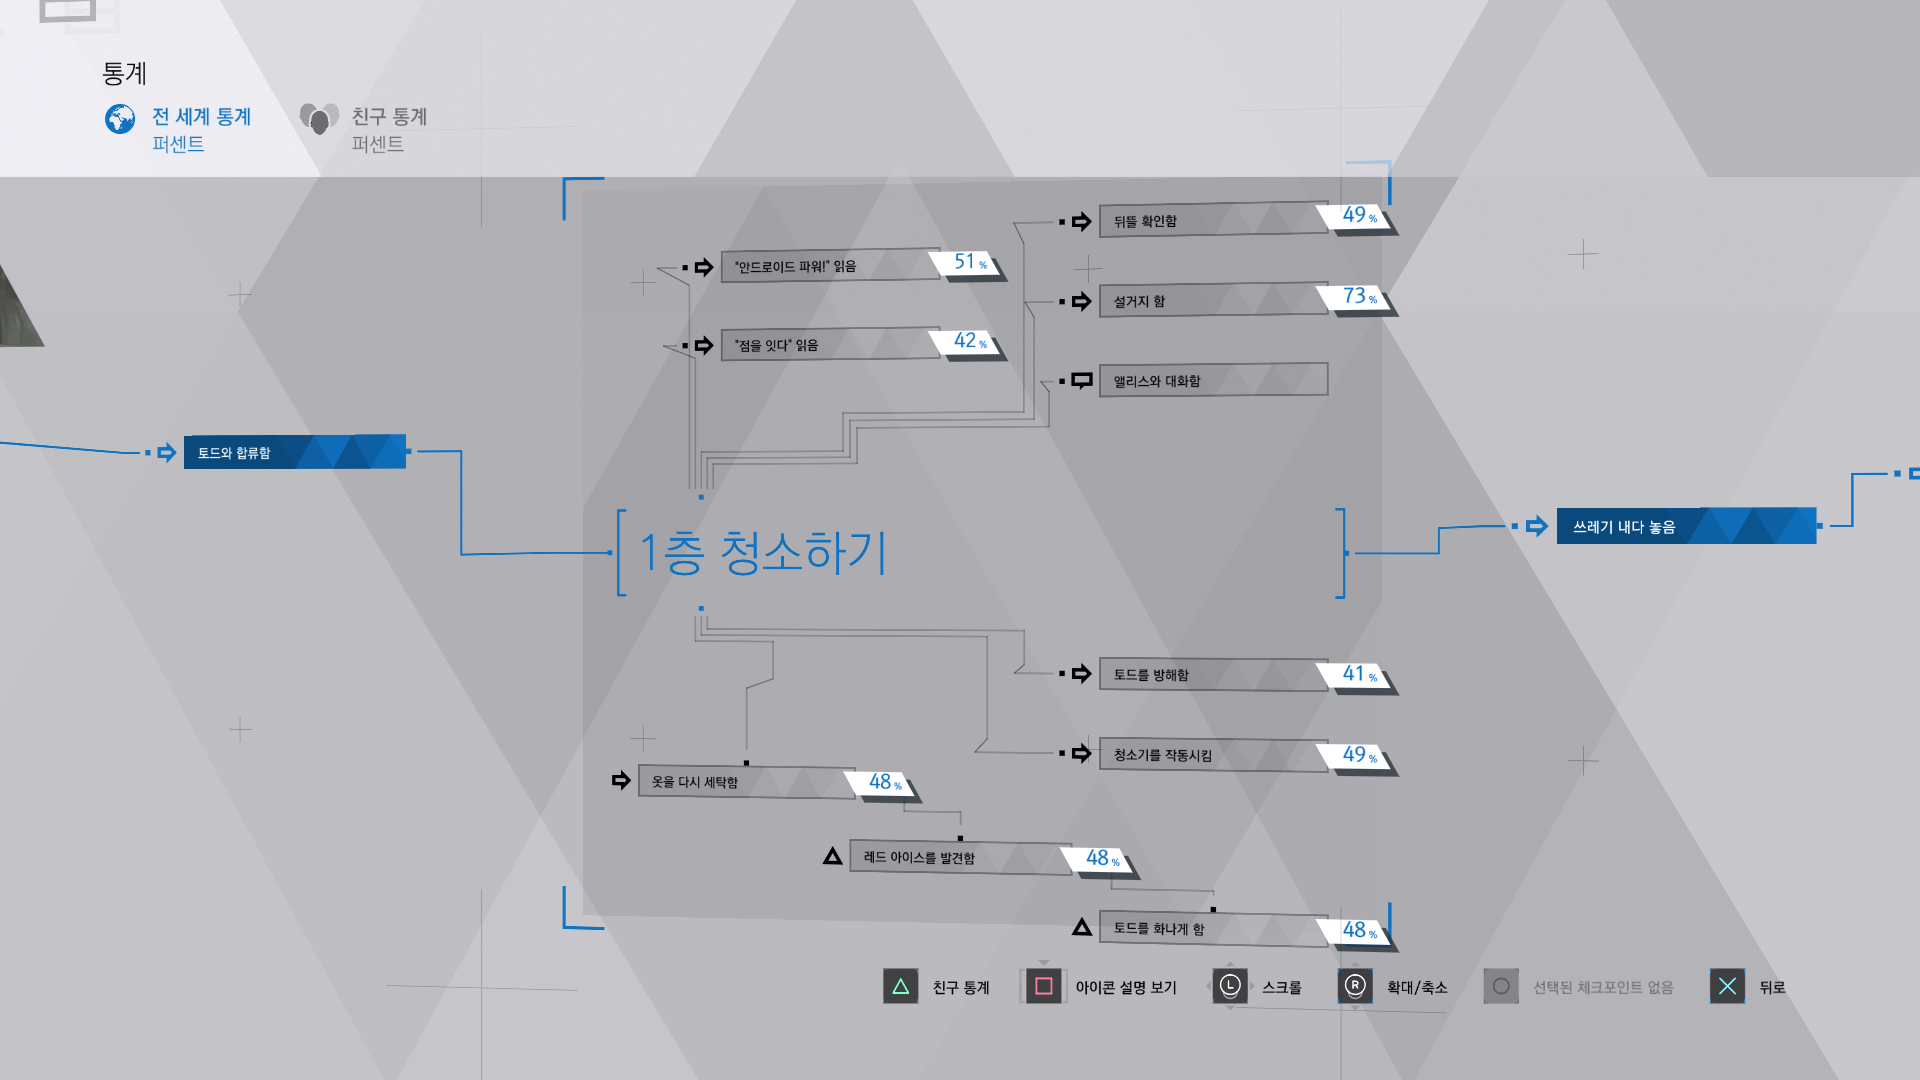 통계
전 세계 통계
퍼센트
친구 통계
퍼센트
뒤뜰 확인함
49 %
"안드로이드 파워!" 읽음
51 %
설거지 함
73 %
"점을 잇다" 읽음
42 %
앨리스와 대화함
토드와 합류함
1층 청소하기
쓰레기 내다 놓음
토드를 방해함
41 %
청소기를 작동시킴
49 %
옷을 다시 세탁함
48 %
레드 아이스를 발견함
48 %
토드를 화나게 함
48 %
친구 통계
아이콘 설명 보기
L
스크롤
R
확대/축소
선택된 체크포인트 없음
뒤로